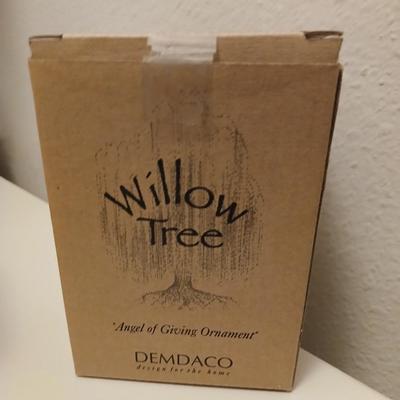 Willow
Tree
"Angel of Giving Ornament"
DEMDACO
design for the home